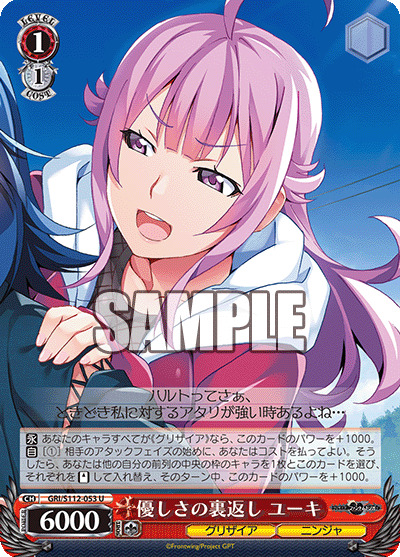 LEVEL
1
1
COST
SAMPLE
ハルトってさぁ、
ときどき私に対するアタリが強い時あるよね…
永 あなたのキャラすべてが《グリザイア》なら、このカードのパワーを+1000。
自 [①] 相手のアタックフェイズの始めに、あなたはコストを払ってよい。そうしたら、あなたは他の自分の前列の中央の枠のキャラ1枚とこのカードを選び、それぞれを入れ替え、そのターン中、このカードのパワーを+1000。
CH GRI/S112-053 U
6000
優しさの裏返し ユーキ
グリザイア ニンジャ
©Frontwing/Project GPT